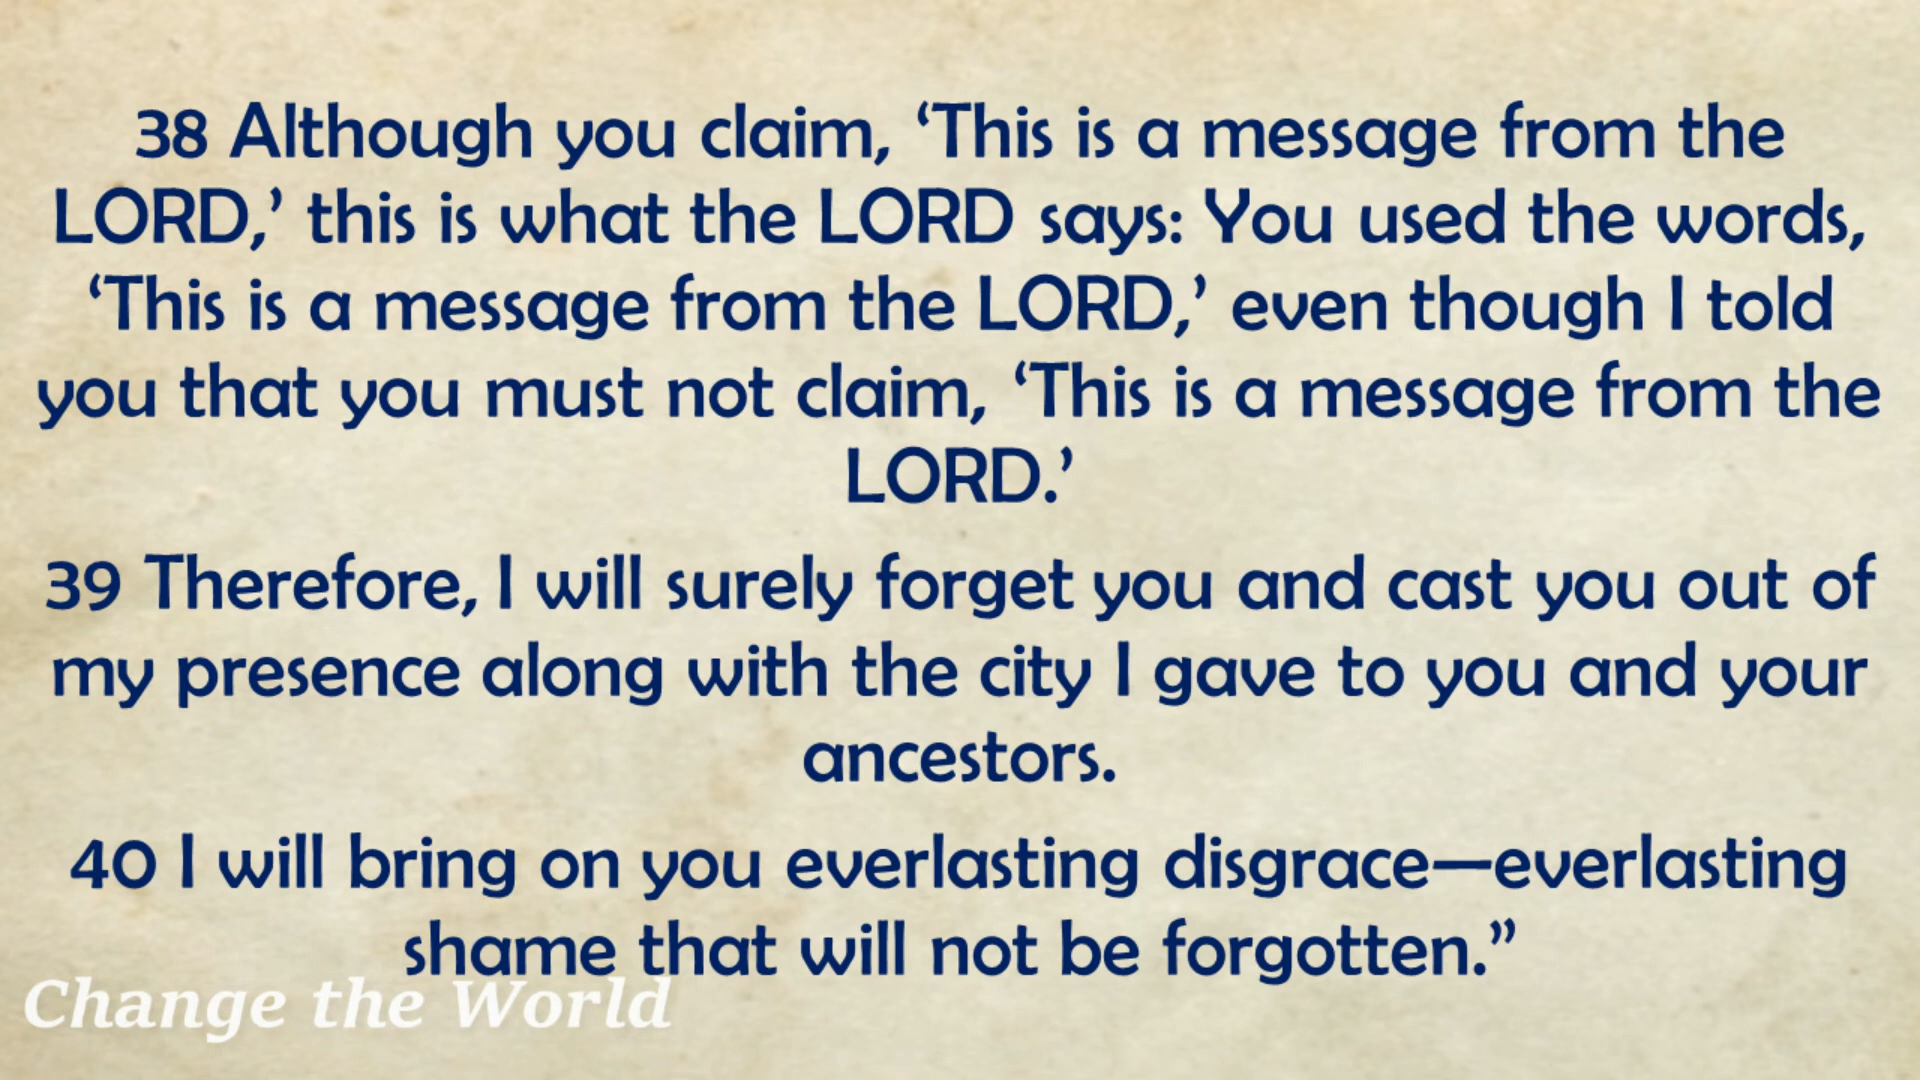 38 Although you claim, ‘This is a message from the
LORD,’ this is what the LORD says: You used the words,
‘This is a message from the LORD,’ even though I told
you that you must not claim, ‘This is a message from the
LORD.’
39 Therefore, I will surely forget you and cast you out of
my presence along with the city I gave to you and your
ancestors.
40 I will bring on you everlasting disgrace—everlasting
shame that will not be forgotten.”
Change the World